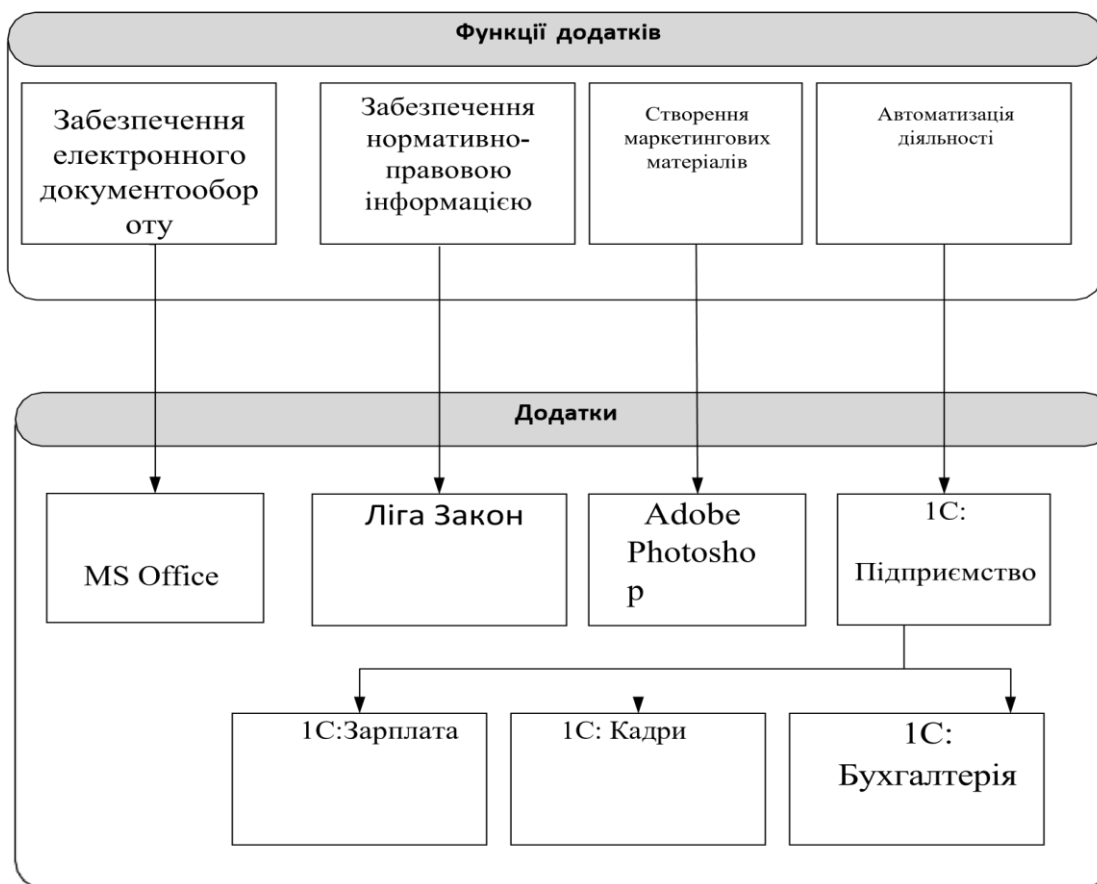 Функції додатків
Забезпечення
електронного
документообор
оту
Забезпечення
нормативно-
правовою
інформацією
Створення
маркетингових
матеріалів
Автоматизація
діяльності
Додатки
MS Office
Ліга Закон
Adobe
Photosho
p
1С:
Підприємство
1С:Зарплата
1С: Кадри
1С:
Бухгалтерія